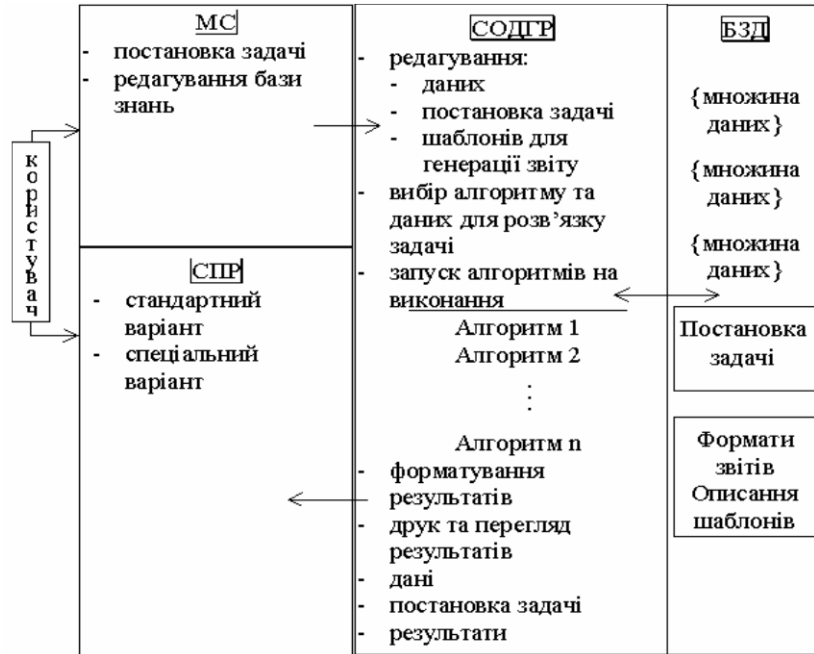 користувач
МС
- постановка задачі
- редагування бази
знань
СПР
- стандартний
варіант
- спеціальний
варіант
СОДГР
- редагування:
- даних
- постановка задачі
- шаблонів для
генерації звіту
- вибір алгоритму та
даних для розв’язку
задачі
- запуск алгоритмів на
виконання
Алгоритм 1
Алгоритм 2
⋮
Алгоритм n
- форматування
результатів
- друк та перегляд
результатів
- дані
- постановка задачі
- результати
БЗД
{множина
даних}
{множина
даних}
{множина
даних}
Постановка
задачі
Формати
звітів
Описання
шаблонів